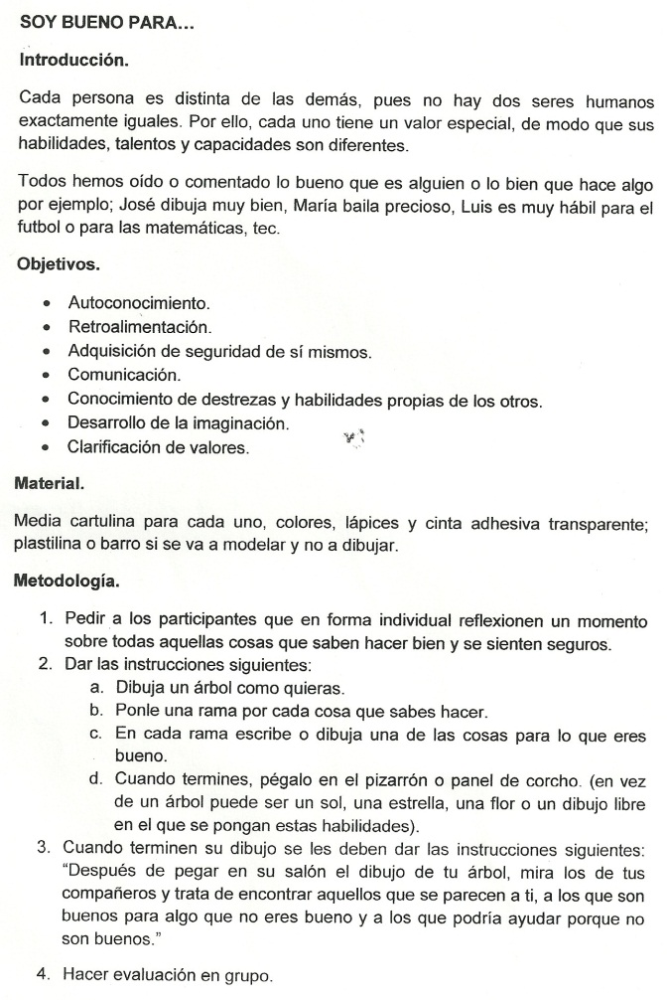 SOY BUENO PARA...
Introducción.
Cada persona es distinta de las demás, pues no hay dos seres humanos
exactamente iguales. Por ello, cada uno tiene un valor especial, de modo que sus
habilidades, talentos y capacidades son diferentes.
Todos hemos oído o comentado lo bueno que es alguien o lo bien que hace algo
por ejemplo; José dibuja muy bien, María baila precioso, Luis es muy hábil para el
futbol o para las matemáticas, tec.
Objetivos.
• Autoconocimiento.
• Retroalimentación.
• Adquisición de seguridad de sí mismos.
• Comunicación.
• Conocimiento de destrezas y habilidades propias de los otros.
• Desarrollo de la imaginación.
• Clarificación de valores.
Material.
Media cartulina para cada uno, colores, lápices y cinta adhesiva transparente;
plastilina o barro si se va a modelar y no a dibujar.
Metodología.
1. Pedir a los participantes que en forma individual reflexionen un momento
sobre todas aquellas cosas que saben hacer bien y se sienten seguros.
2. Dar las instrucciones siguientes:
a. Dibuja un árbol como quieras.
b. Ponle una rama por cada cosa que sabes hacer.
c. En cada rama escribe o dibuja una de las cosas para lo que eres
bueno.
d. Cuando termines, pégalo en el pizarrón o panel de corcho. (en vez
de un árbol puede ser un sol, una estrella, una flor o un dibujo libre
en el que se pongan estas habilidades).
3. Cuando terminen su dibujo se les deben dar las instrucciones siguientes:
“Después de pegar en su salón el dibujo de tu árbol, mira los de tus
compañeros y trata de encontrar aquellos que se parecen a ti, a los que son
buenos para algo que no eres bueno y a los que podría ayudar porque no
son buenos.”
4. Hacer evaluación en grupo.